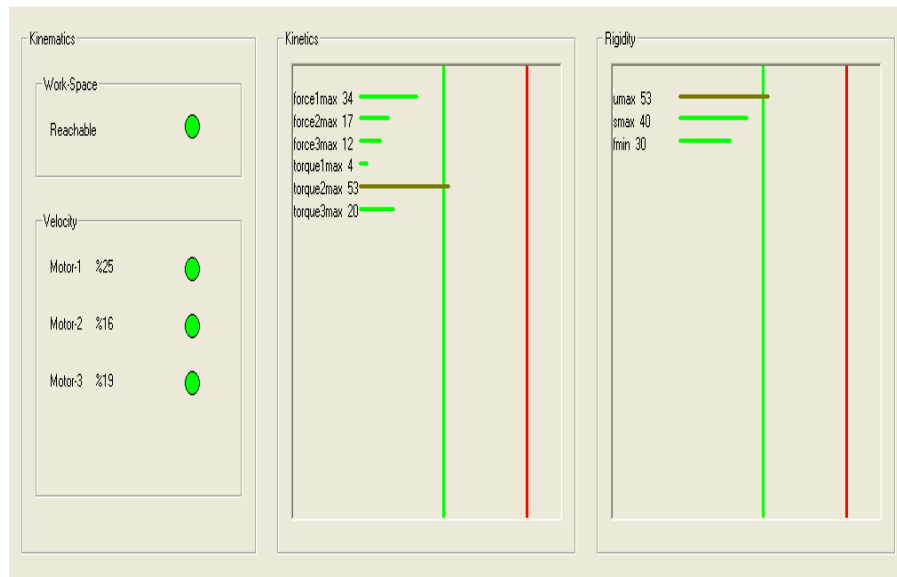 Kinematics
Work-Space
Reachable
Velocity
Motor-1 %25
Motor-2 %16
Motor-3 %19
Kinetics
force1max 34
force2max 17
force3max 12
torque1max 4
torque2max 53
torque3max 20
Rigidity
umax 53
smax 40
fmin 30